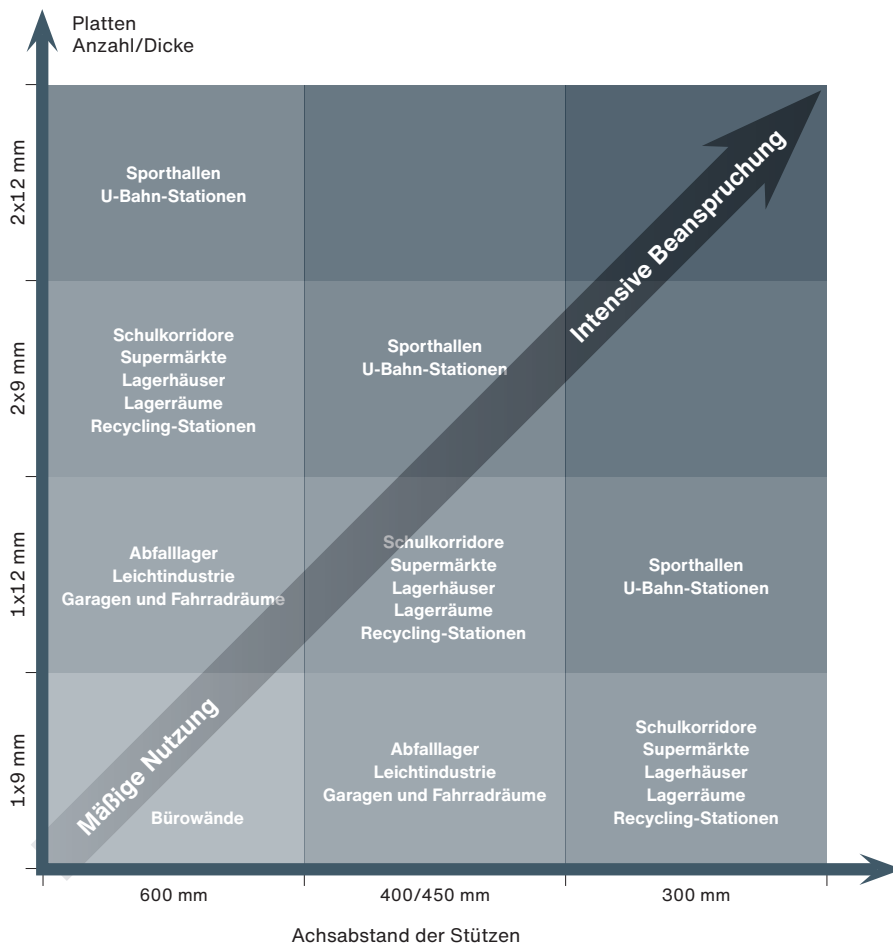 Platten
Anzahl/Dicke
2x12 mm
Sporthallen
U-Bahn-Stationen
Intensive Beanspruchung
2x9 mm
Schulkorridore
Supermärkte
Lagerhäuser
Lagerräume
Recycling-Stationen
Sporthallen
U-Bahn-Stationen
1x12 mm
Abfalllager
Leichtindustrie
Garagen und Fahrradräume
Schulkorridore
Supermärkte
Lagerhäuser
Lagerräume
Recycling-Stationen
Sporthallen
U-Bahn-Stationen
1x9 mm
Mäßige Nutzung
Bürowände
Abfalllager
Leichtindustrie
Garagen und Fahrradräume
Schulkorridore
Supermärkte
Lagerhäuser
Lagerräume
Recycling-Stationen
600 mm
400/450 mm
300 mm
Achsabstand der Stützen